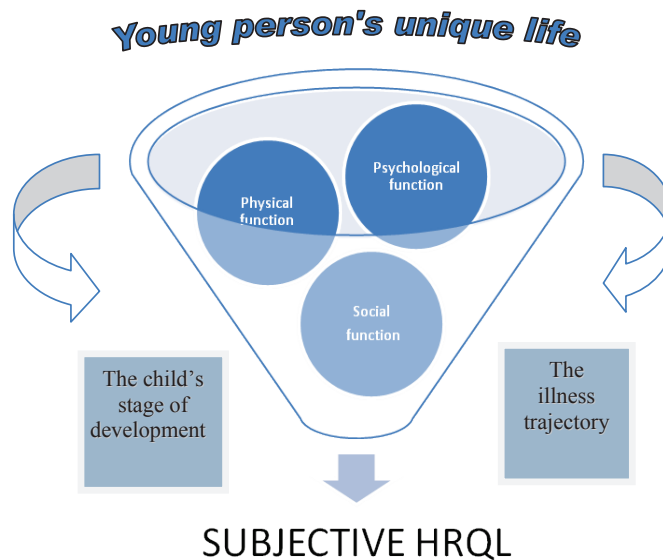 Young person's unique life
Psychological
function
Physical
function
Social
function
The child’s
stage of
development
The
illness
trajectory
SUBJECTIVE HRQL